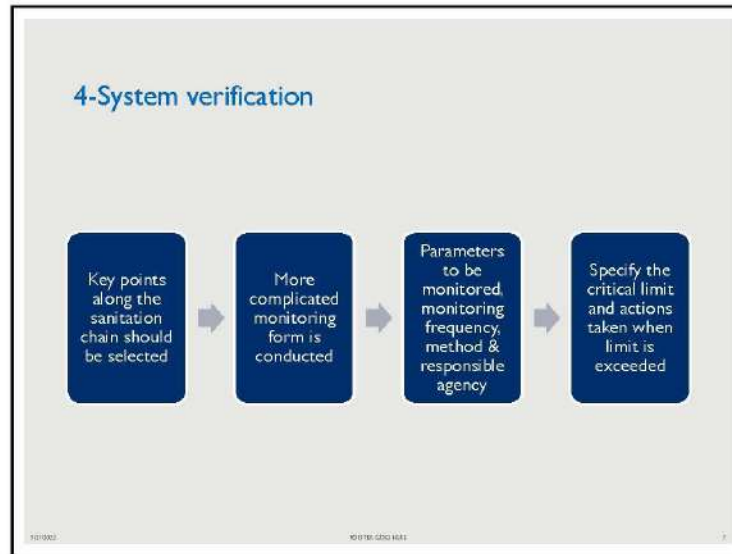 4-System verification
Key points
along the
sanitation
chain should
be selected
More
complicated
monitoring
form is
conducted
Parameters
to be
monitored,
monitoring
frequency,
method &
responsible
agency
Specify the
critical limit
and actions
taken when
limit is
exceeded